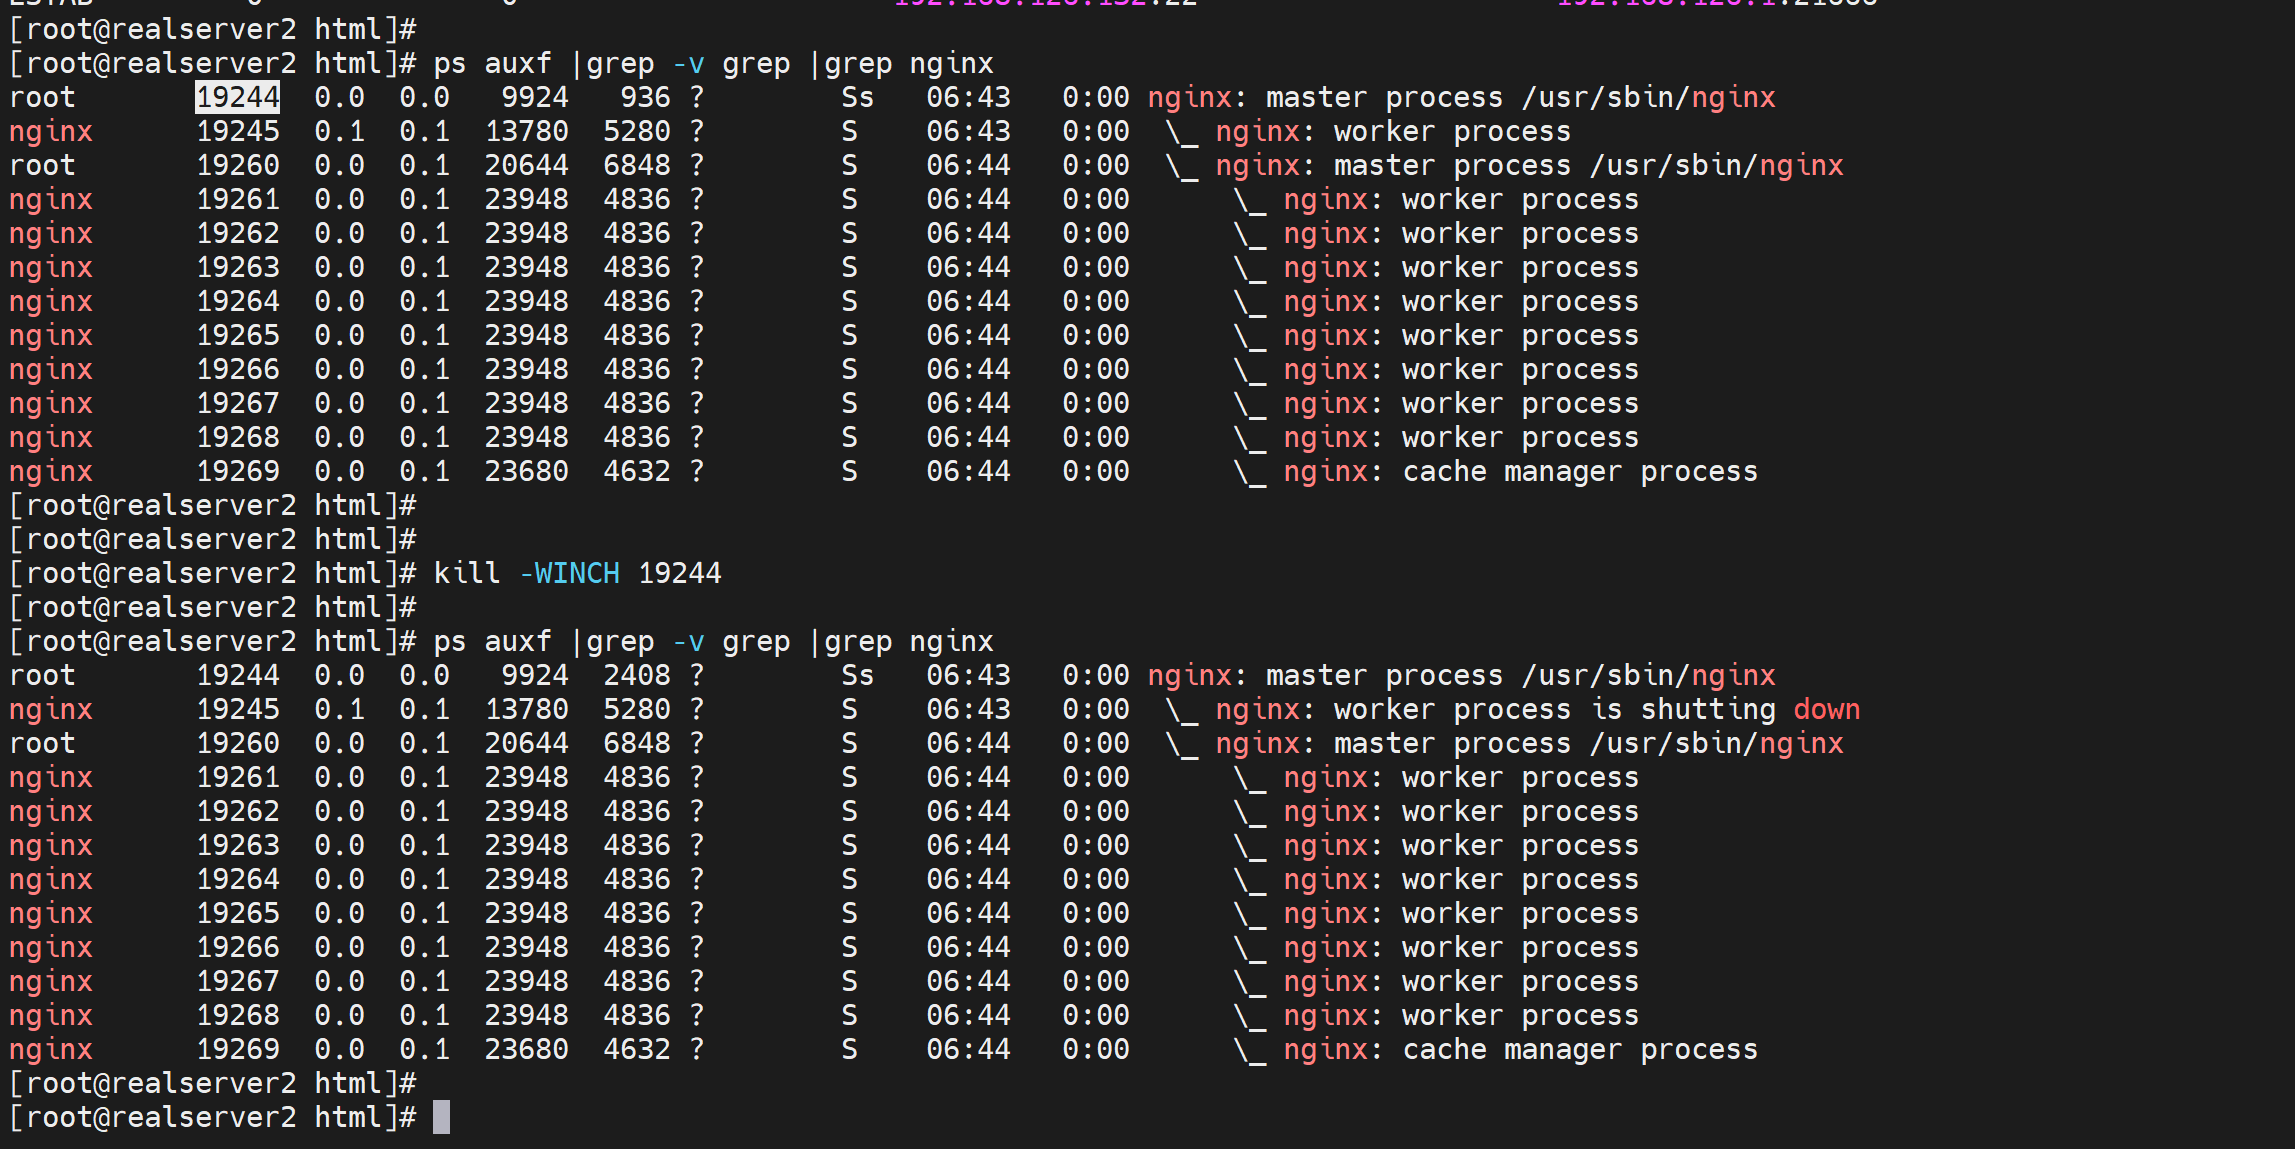 [root@realserver2 html]#
[root@realserver2 html]# ps auxf |grep -v grep |grep nginx
root 19244 0.0 0.0 9924 936 ? Ss 06:43 0:00 nginx: master process /usr/sbin/nginx
nginx 19245 0.1 0.1 13780 5280 ? S 06:43 0:00 \_ nginx: worker process
root 19260 0.0 0.1 20644 6848 ? S 06:44 0:00 \_ nginx: master process /usr/sbin/nginx
nginx 19261 0.0 0.1 23948 4836 ? S 06:44 0:00 \_ nginx: worker process
nginx 19262 0.0 0.1 23948 4836 ? S 06:44 0:00 \_ nginx: worker process
nginx 19263 0.0 0.1 23948 4836 ? S 06:44 0:00 \_ nginx: worker process
nginx 19264 0.0 0.1 23948 4836 ? S 06:44 0:00 \_ nginx: worker process
nginx 19265 0.0 0.1 23948 4836 ? S 06:44 0:00 \_ nginx: worker process
nginx 19266 0.0 0.1 23948 4836 ? S 06:44 0:00 \_ nginx: worker process
nginx 19267 0.0 0.1 23948 4836 ? S 06:44 0:00 \_ nginx: worker process
nginx 19268 0.0 0.1 23948 4836 ? S 06:44 0:00 \_ nginx: worker process
nginx 19269 0.0 0.1 23680 4632 ? S 06:44 0:00 \_ nginx: cache manager process
[root@realserver2 html]#
[root@realserver2 html]#
[root@realserver2 html]# kill -WINCH 19244
[root@realserver2 html]#
[root@realserver2 html]# ps auxf |grep -v grep |grep nginx
root 19244 0.0 0.0 9924 2408 ? Ss 06:43 0:00 nginx: master process /usr/sbin/nginx
nginx 19245 0.1 0.1 13780 5280 ? S 06:43 0:00 \_ nginx: worker process is shutting down
root 19260 0.0 0.1 20644 6848 ? S 06:44 0:00 \_ nginx: master process /usr/sbin/nginx
nginx 19261 0.0 0.1 23948 4836 ? S 06:44 0:00 \_ nginx: worker process
nginx 19262 0.0 0.1 23948 4836 ? S 06:44 0:00 \_ nginx: worker process
nginx 19263 0.0 0.1 23948 4836 ? S 06:44 0:00 \_ nginx: worker process
nginx 19264 0.0 0.1 23948 4836 ? S 06:44 0:00 \_ nginx: worker process
nginx 19265 0.0 0.1 23948 4836 ? S 06:44 0:00 \_ nginx: worker process
nginx 19266 0.0 0.1 23948 4836 ? S 06:44 0:00 \_ nginx: worker process
nginx 19267 0.0 0.1 23948 4836 ? S 06:44 0:00 \_ nginx: worker process
nginx 19268 0.0 0.1 23948 4836 ? S 06:44 0:00 \_ nginx: worker process
nginx 19269 0.0 0.1 23680 4632 ? S 06:44 0:00 \_ nginx: cache manager process
[root@realserver2 html]#
[root@realserver2 html]#